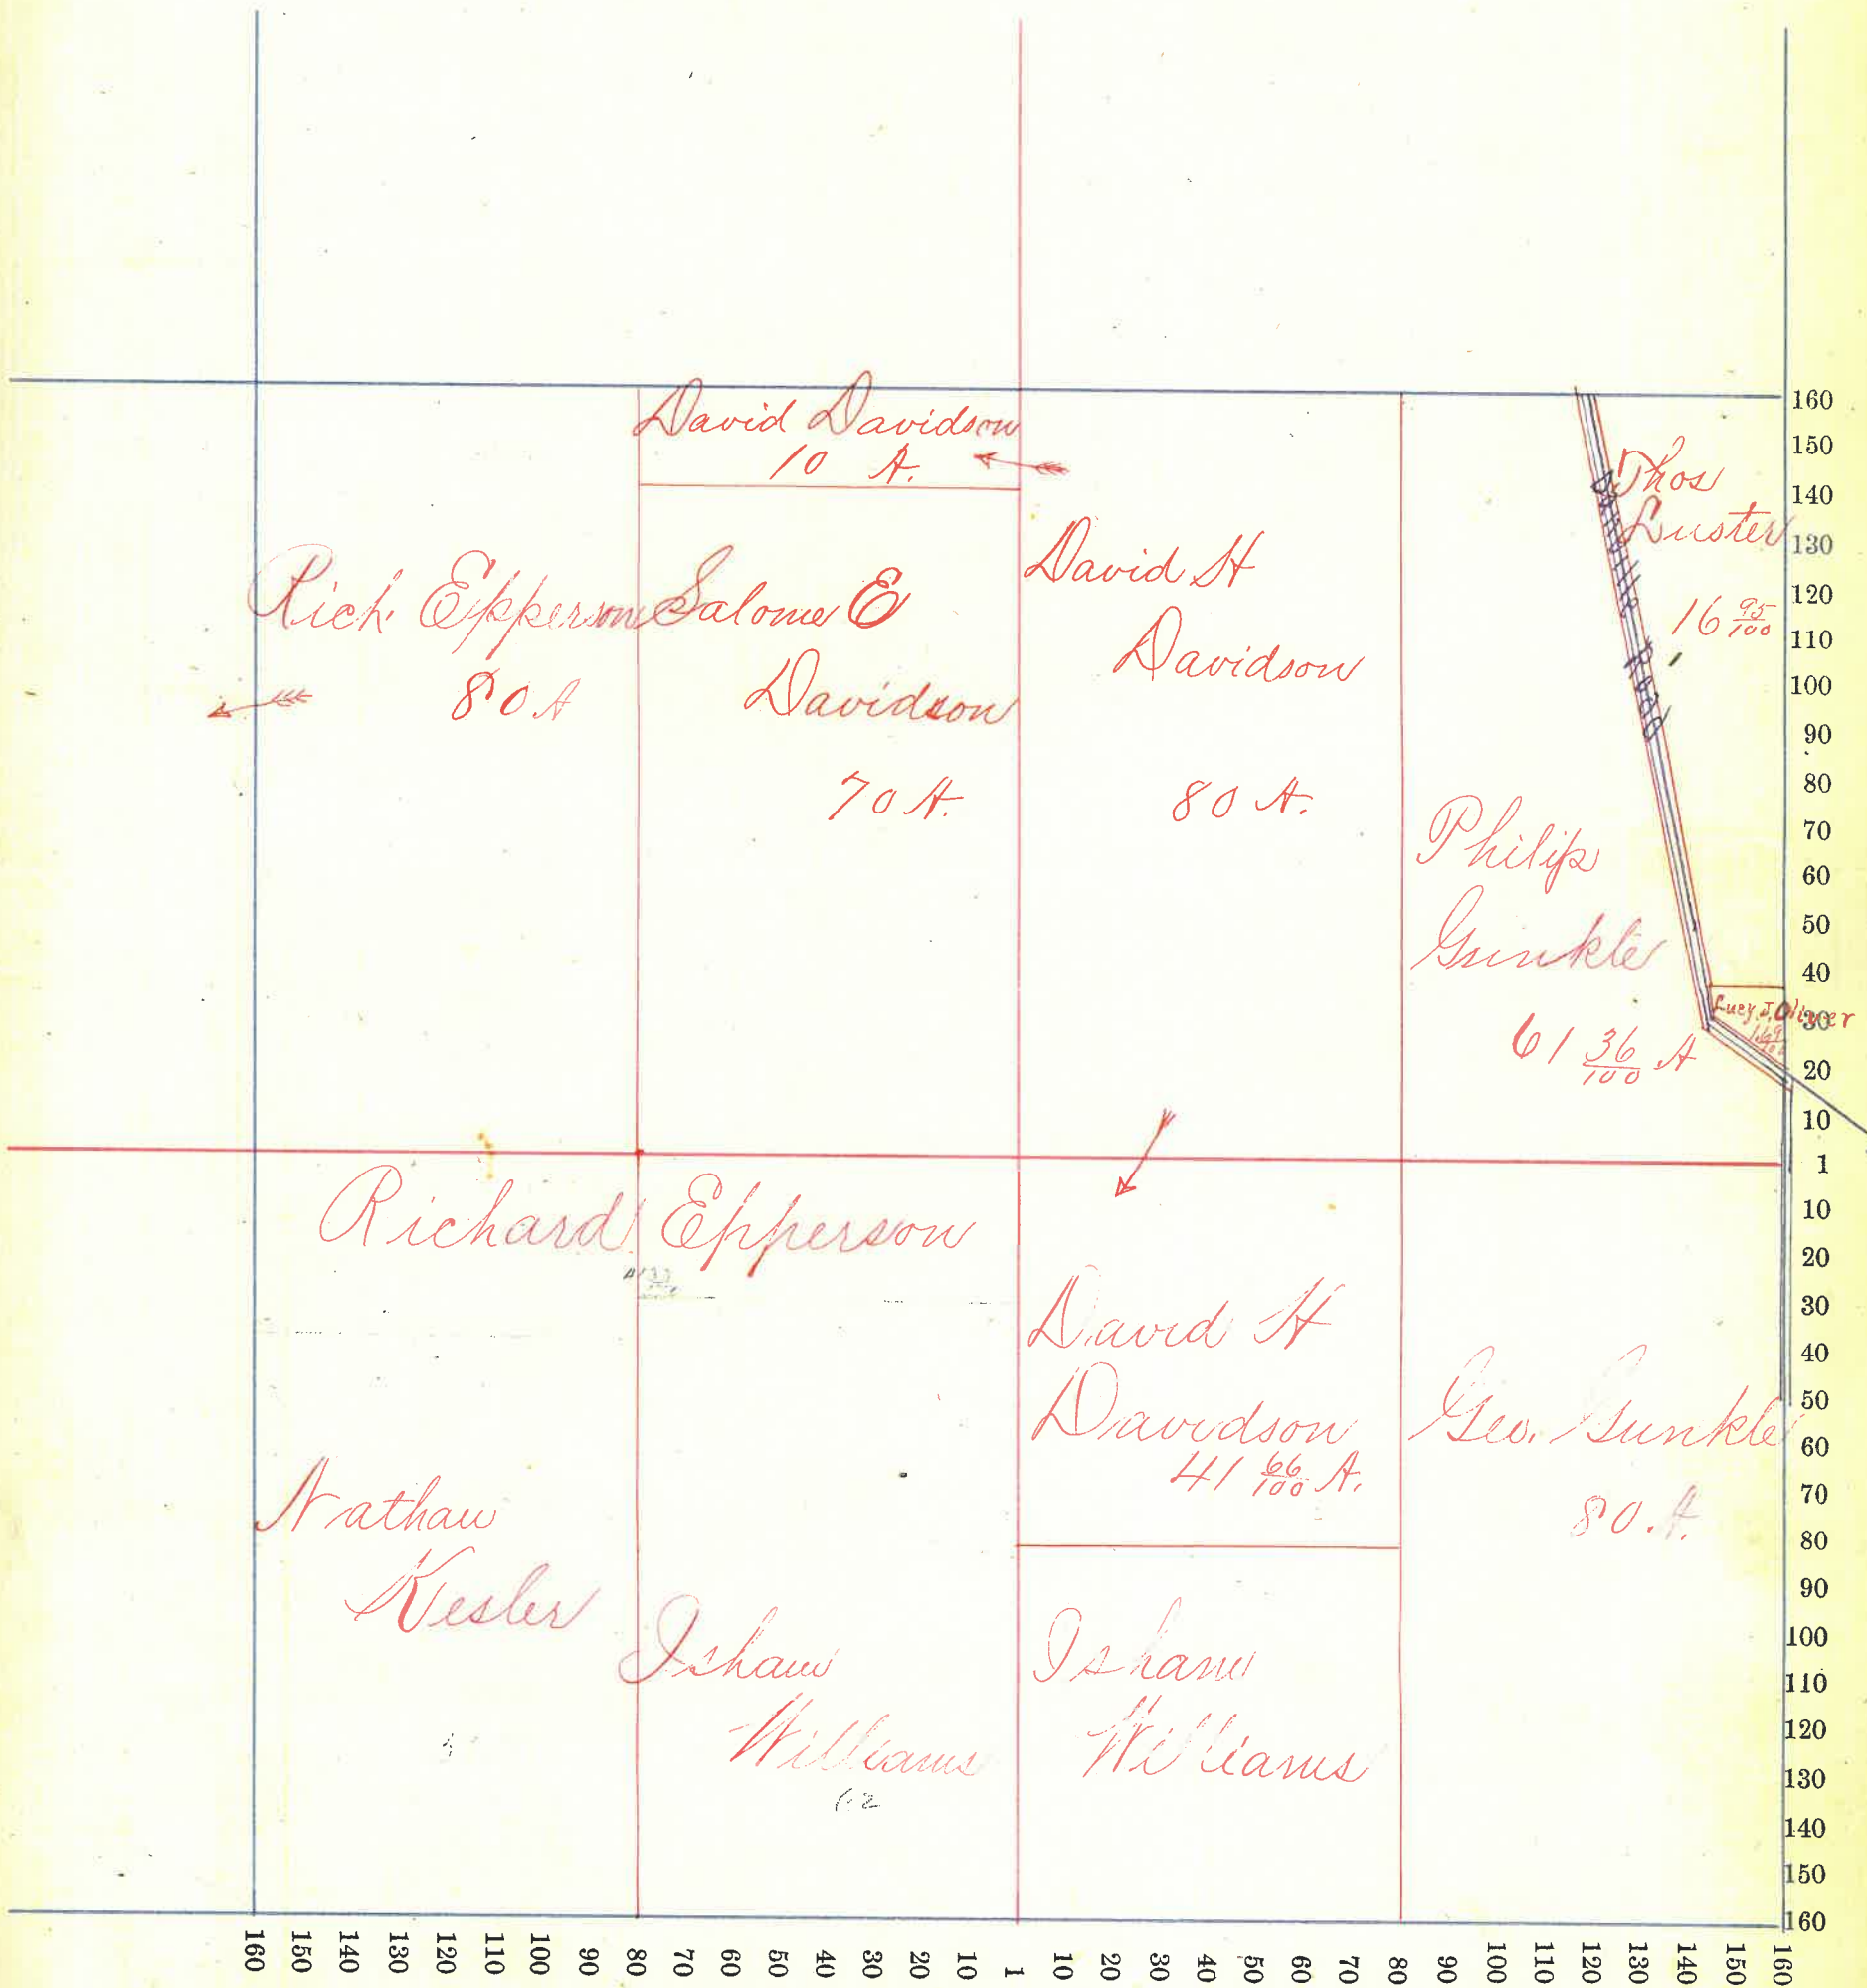 David Davidson
10 A.
Rich. Epperson
80 A
Salome E
Davidson
70 A.
David H
Davidson
80 A.
Thos
Luster
16 95/100
Danville Road
Philip
Gunkle
61 36/100 A
Lucy. J. Oliver
Richard Epperson
David H
Davidson
41 66/100 A.
Geo. Gunkle
80. A.
Nathan
Kesler
Isham
Williams
62
Isham
Williams
160
150
140
130
120
110
100
90
80
70
60
50
40
30
20
10
1
10
20
30
40
50
60
70
80
90
100
110
120
130
140
150
160
160 150 140 130 120 110 100 90 80 70 60 50 40 30 20 10 1 10 20 30 40 50 60 70 80 90 100 110 120 130 140 150 160